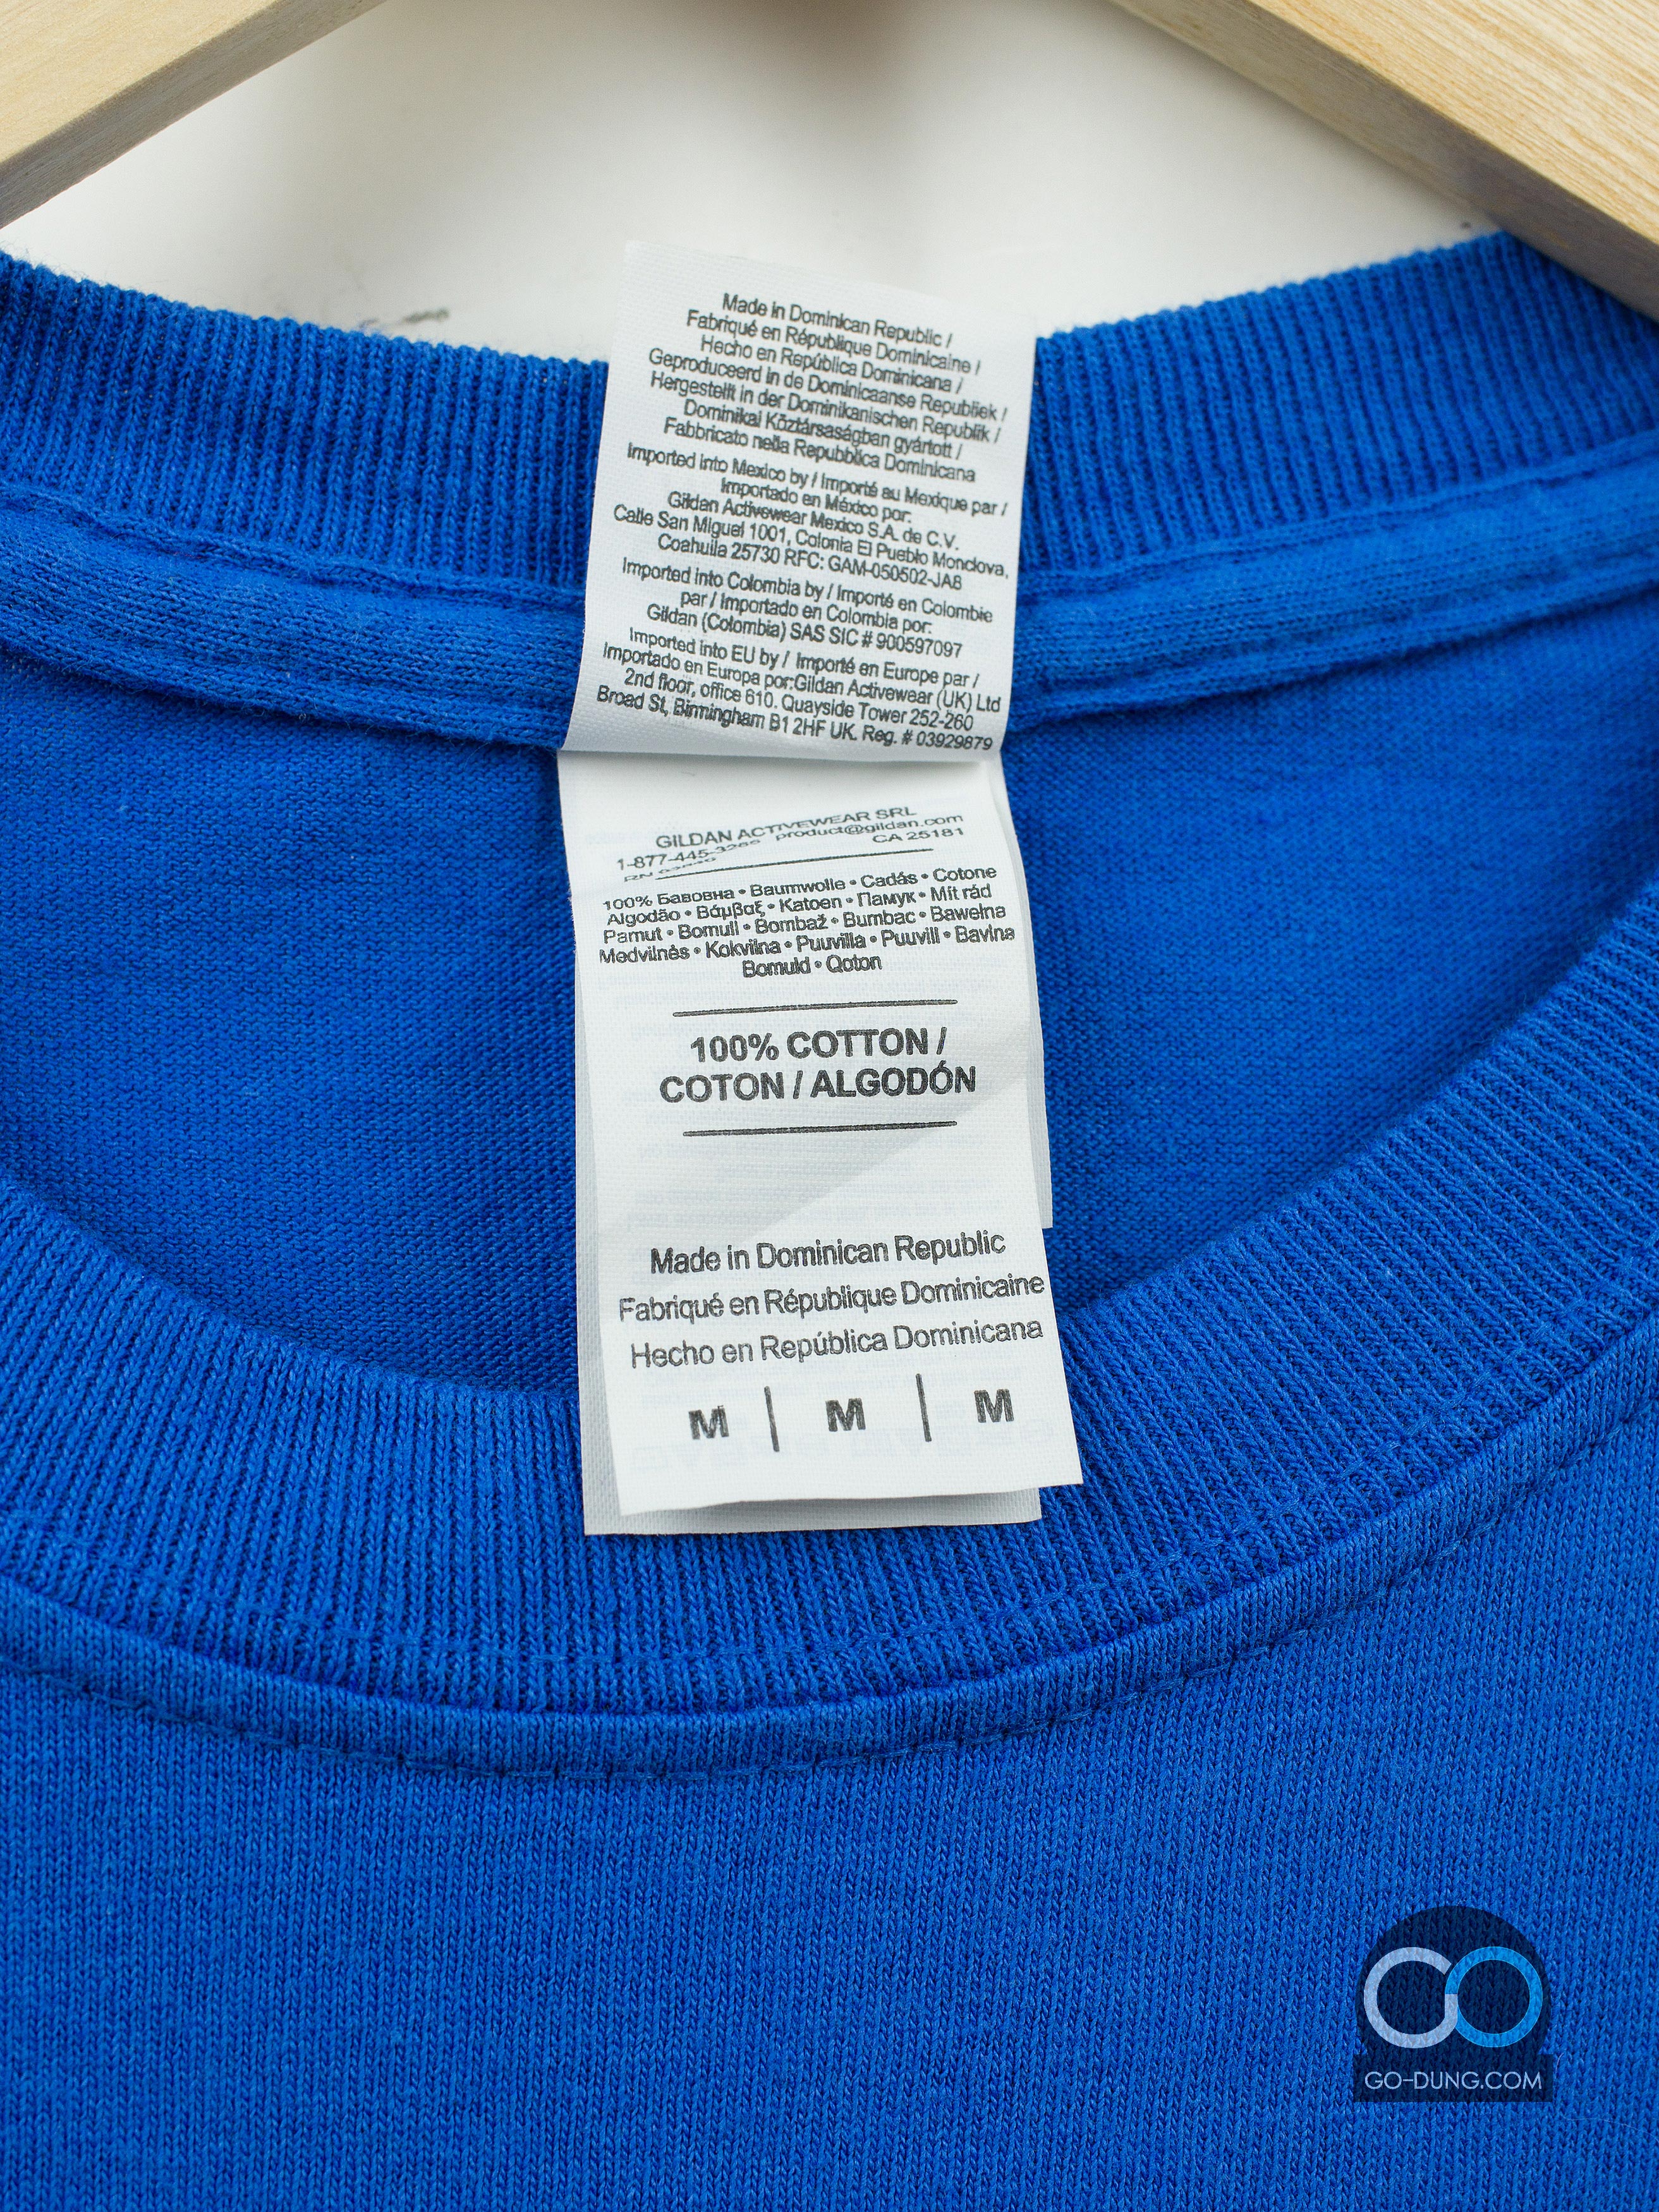 Made in Dominican Republic /
Fabriqué en République Dominicaine /
Hecho en República Dominicana /
Geproduceerd in de Dominicaanse Republiek /
Hergestellt in der Dominikanischen Republik /
Dominikai Köztársaságban gyártott /
Fabbricato nella Repubblica Dominicana
Imported into Mexico by / Importé au Mexique par /
Importado en México por:
Gildan Activewear Mexico S.A. de C.V.
Calle San Miguel 1001, Colonia El Pueblo Monclova,
Coahuila 25730 RFC: GAM-050502-JA8
Imported into Colombia by / Importé en Colombie
par / Importado en Colombia por:
Gildan (Colombia) SAS SIC # 900597097
Imported into EU by / Importé en Europe par /
Importado en Europa por:Gildan Activewear (UK) Ltd
2nd floor, office 610. Quayside Tower 252-260
Broad St, Birmingham B1 2HF UK. Reg. # 03929879
GILDAN ACTIVEWEAR SRL
1-877-445-3265 product@gildan.com
RN CA 25181
100% Бавовна • Baumwolle • Cadás • Cotone
Algodão • Βάμβαξ • Katoen • Памук • Mit rád
Pamut • Bomull • Bombaž • Bumbac • Bawełna
Medvilnės • Kokvilna • Puuvilla • Puuvill • Bavlna
Bomuld • Qoton
100% COTTON /
COTON / ALGODÓN
Made in Dominican Republic
Fabriqué en République Dominicaine
Hecho en República Dominicana
M | M | M
GO
GO-DUNG.COM